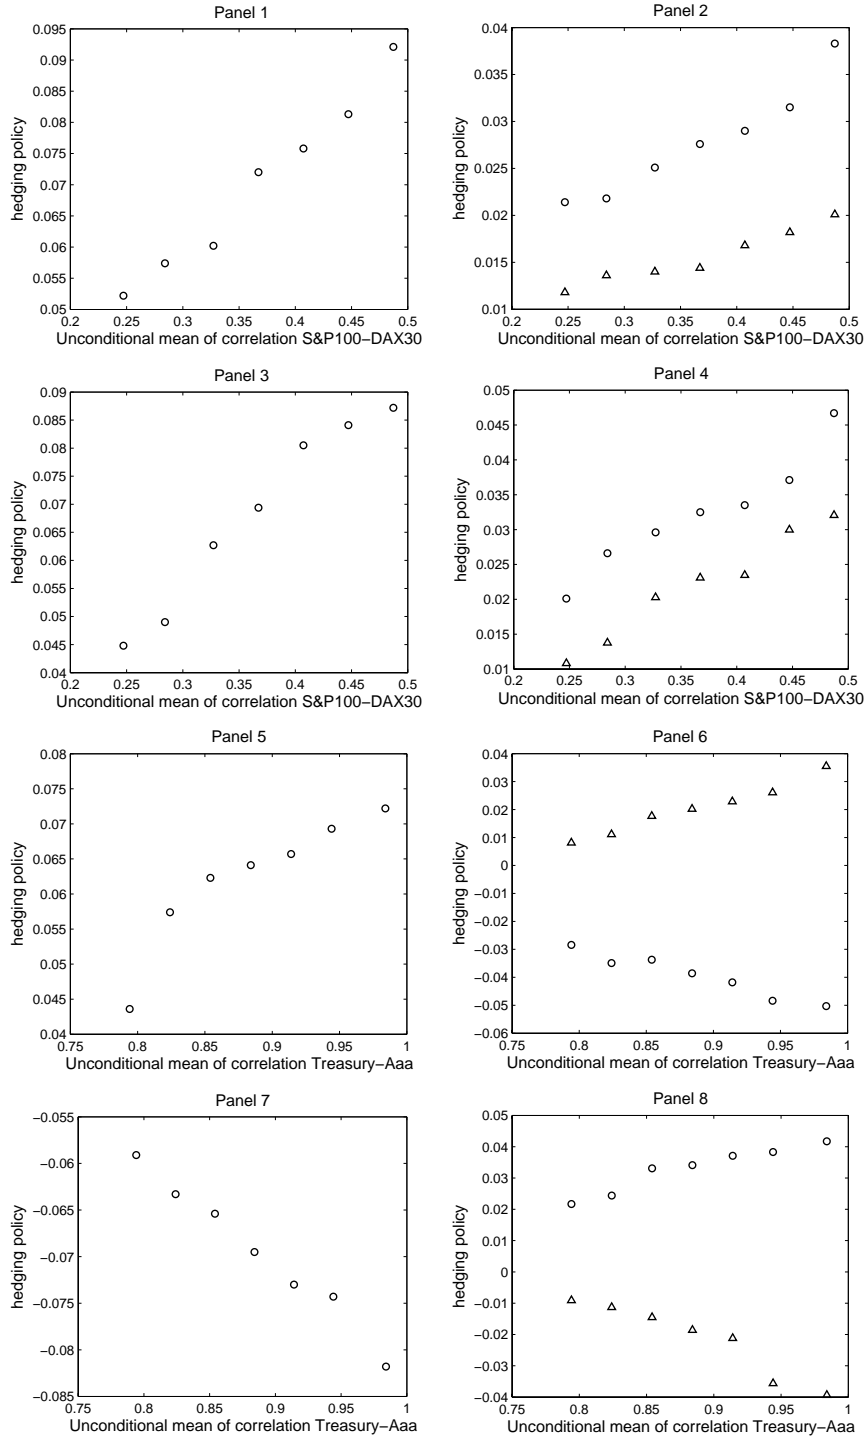 Panel 1
0.095
0.09
0.085
0.08
0.075
0.07
0.065
0.06
0.055
0.05
hedging policy
0.2 0.25 0.3 0.35 0.4 0.45 0.5
Unconditional mean of correlation S&P100−DAX30
Panel 2
0.04
0.035
0.03
0.025
0.02
0.015
0.01
hedging policy
0.2 0.25 0.3 0.35 0.4 0.45 0.5
Unconditional mean of correlation S&P100−DAX30
Panel 3
0.09
0.085
0.08
0.075
0.07
0.065
0.06
0.055
0.05
0.045
0.04
hedging policy
0.2 0.25 0.3 0.35 0.4 0.45 0.5
Unconditional mean of correlation S&P100−DAX30
Panel 4
0.05
0.045
0.04
0.035
0.03
0.025
0.02
0.015
0.01
hedging policy
0.2 0.25 0.3 0.35 0.4 0.45 0.5
Unconditional mean of correlation S&P100−DAX30
Panel 5
0.08
0.075
0.07
0.065
0.06
0.055
0.05
0.045
0.04
hedging policy
0.75 0.8 0.85 0.9 0.95 1
Unconditional mean of correlation Treasury−Aaa
Panel 6
0.04
0.03
0.02
0.01
0
−0.01
−0.02
−0.03
−0.04
−0.05
−0.06
hedging policy
0.75 0.8 0.85 0.9 0.95 1
Unconditional mean of correlation Treasury−Aaa
Panel 7
−0.055
−0.06
−0.065
−0.07
−0.075
−0.08
−0.085
hedging policy
0.75 0.8 0.85 0.9 0.95 1
Unconditional mean of correlation Treasury−Aaa
Panel 8
0.05
0.04
0.03
0.02
0.01
0
−0.01
−0.02
−0.03
−0.04
hedging policy
0.75 0.8 0.85 0.9 0.95 1
Unconditional mean of correlation Treasury−Aaa